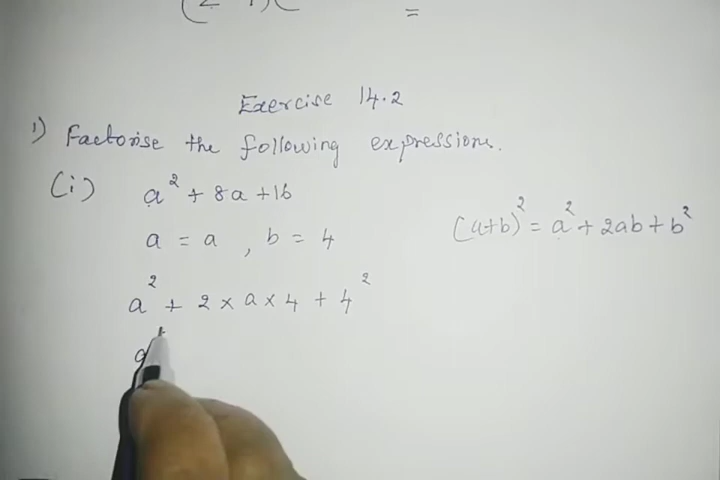 =
Exercise 14.2
1) Factorise the following expressions.
(i) a² + 8a + 16
a = a , b = 4
(a+b)² = a² + 2ab + b²
a² + 2 × a × 4 + 4²
a